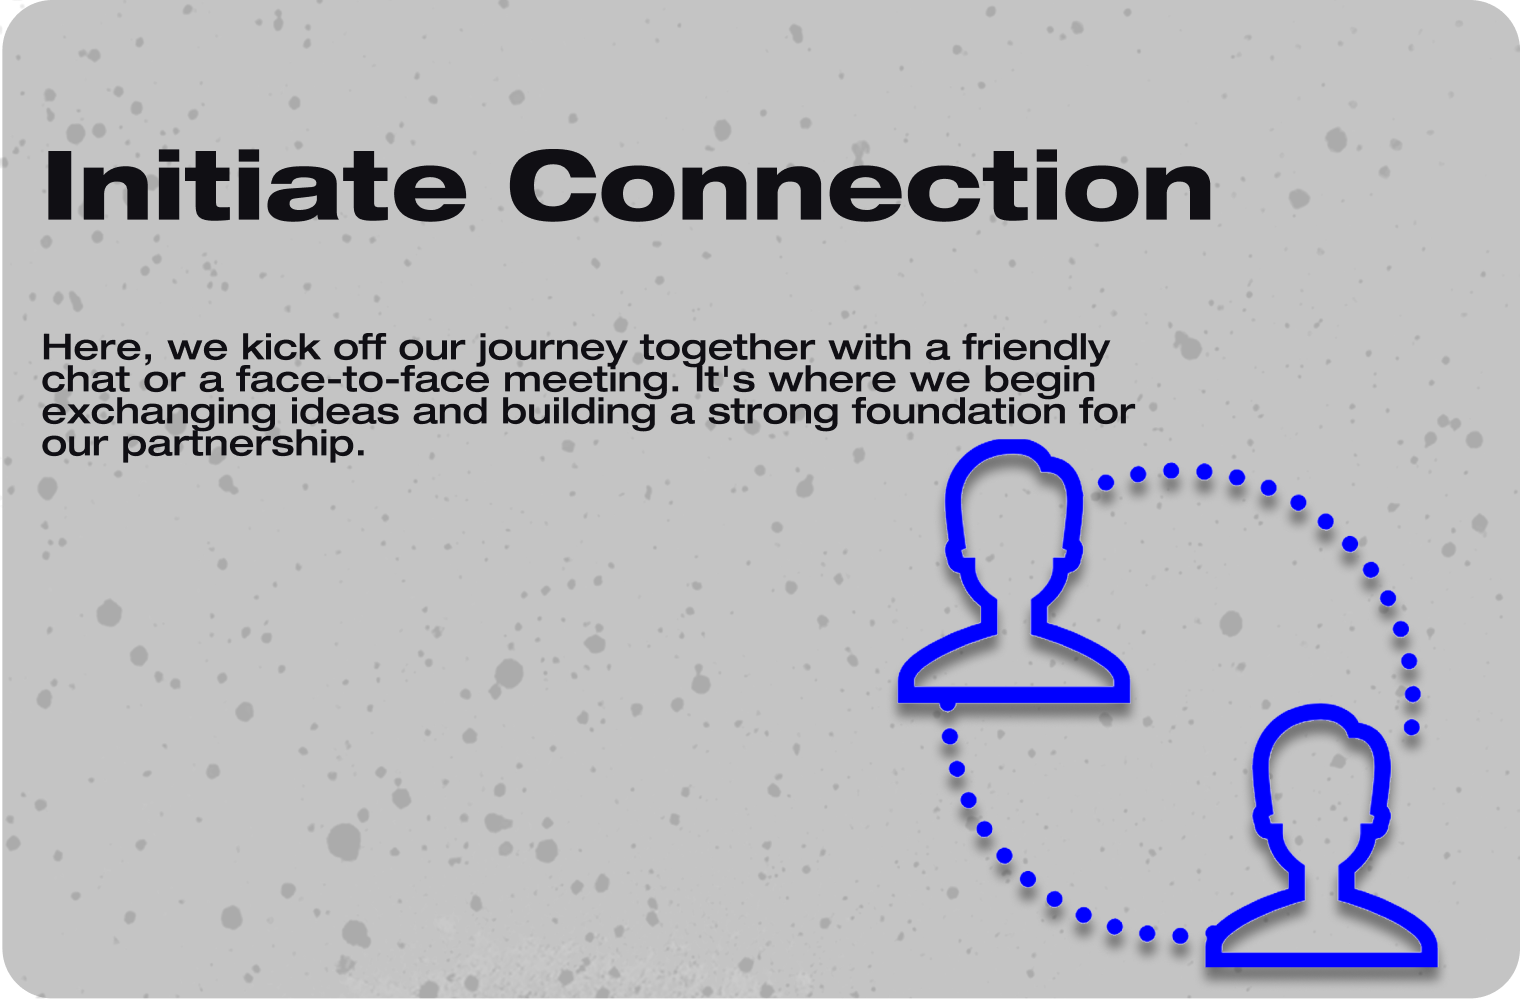 Initiate Connection
Here, we kick off our journey together with a friendly
chat or a face-to-face meeting. It's where we begin
exchanging ideas and building a strong foundation for
our partnership.